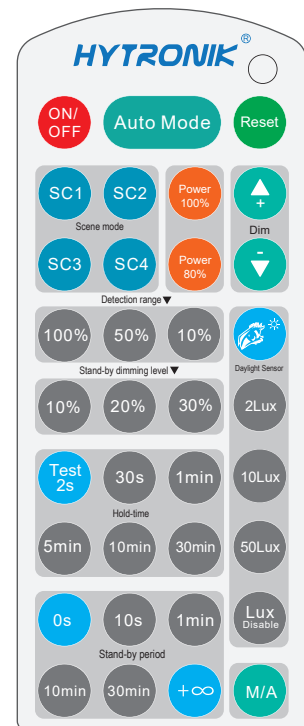 HYTRONIK®
ON/
OFF
Auto Mode
Reset
SC1
SC2
Power
100%
+
Scene mode
Dim
SC3
SC4
Power
80%
-
Detection range▼
100%
50%
10%
Stand-by dimming level▼
Daylight Sensor
10%
20%
30%
2Lux
Test
2s
30s
1min
10Lux
Hold-time
5min
10min
30min
50Lux
0s
10s
1min
Lux
Disable
Stand-by period
10min
30min
+∞
M/A